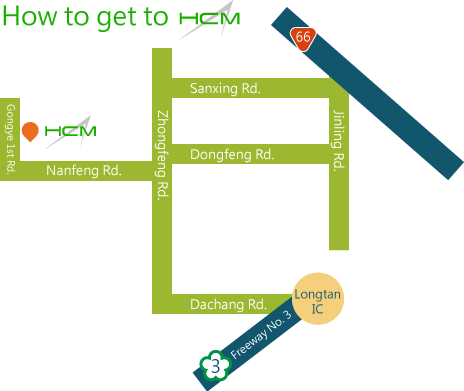 How to get to HCM
66
Sanxing Rd.
Gongye 1st Rd.
HCM
Zhongfeng Rd.
Jinling Rd.
Dongfeng Rd.
Nanfeng Rd.
Dachang Rd.
Longtan
IC
Freeway No. 3
3